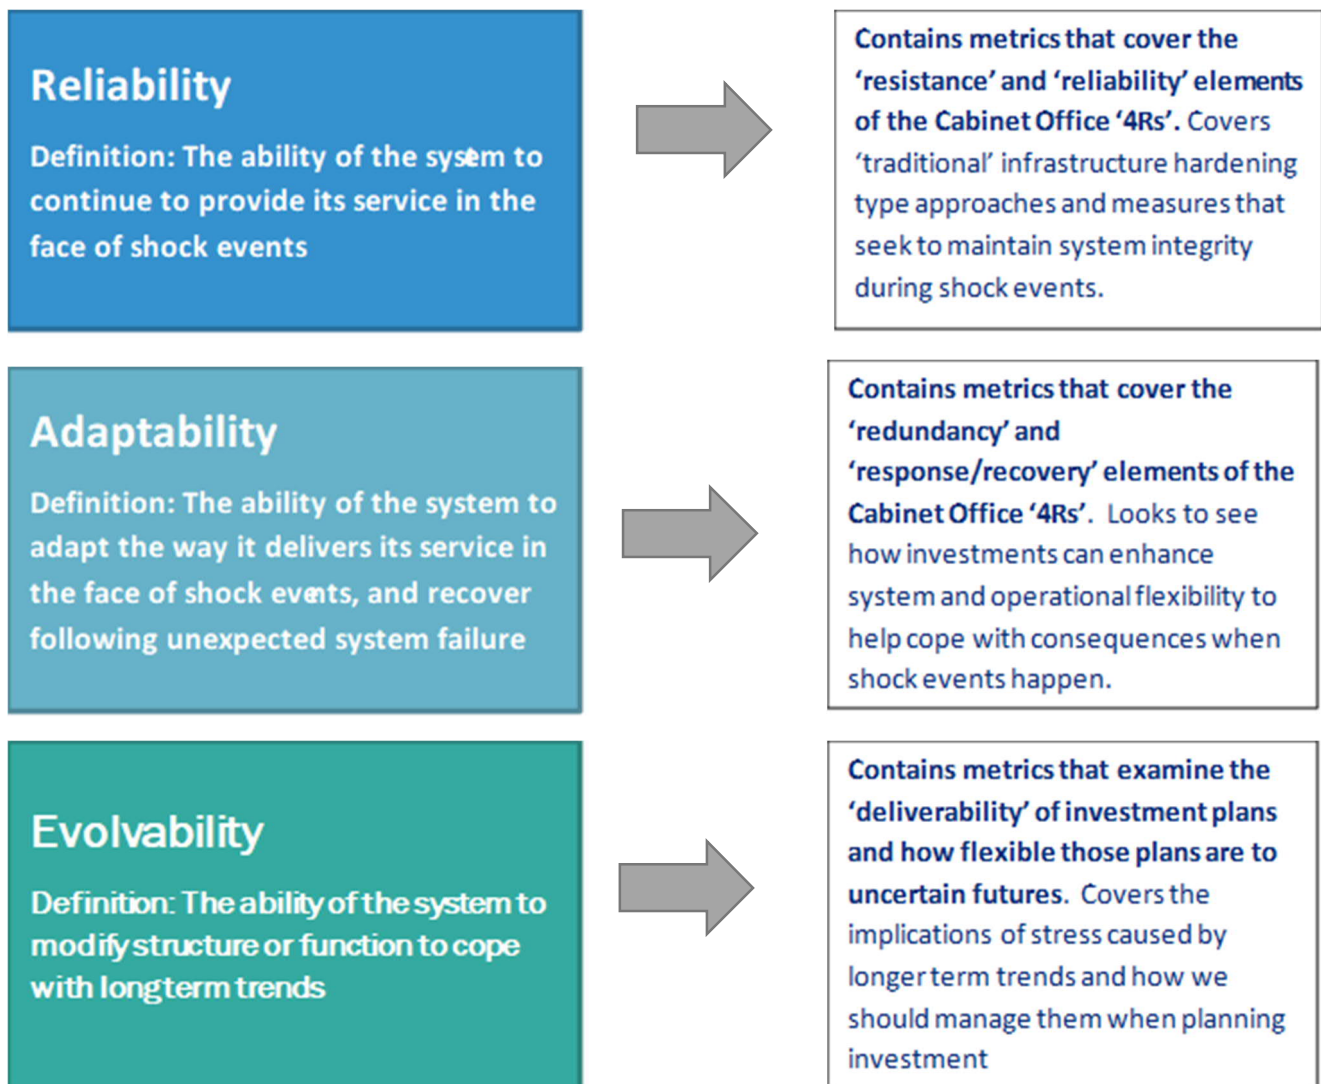 Reliability
Definition: The ability of the system to
continue to provide its service in the
face of shock events
Contains metrics that cover the
‘resistance’ and ‘reliability’ elements
of the Cabinet Office ‘4Rs’. Covers
‘traditional’ infrastructure hardening
type approaches and measures that
seek to maintain system integrity
during shock events.
Adaptability
Definition: The ability of the system to
adapt the way it delivers its service in
the face of shock events, and recover
following unexpected system failure
Contains metrics that cover the
‘redundancy’ and
‘response/recovery’ elements of the
Cabinet Office ‘4Rs’. Looks to see
how investments can enhance
system and operational flexibility to
help cope with consequences when
shock events happen.
Evolvability
Definition: The ability of the system to
modify structure or function to cope
with long term trends
Contains metrics that examine the
‘deliverability’ of investment plans
and how flexible those plans are to
uncertain futures. Covers the
implications of stress caused by
longer term trends and how we
should manage them when planning
investment